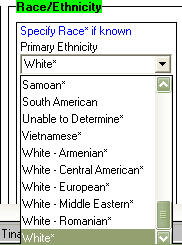 Race/Ethnicity
Specify Race* if known
Primary Ethnicity
White*
Samoan*
South American
Unable to Determine*
Vietnamese*
White - Armenian*
White - Central American*
White - European*
White - Middle Eastern*
White - Romanian*
White*
Tina